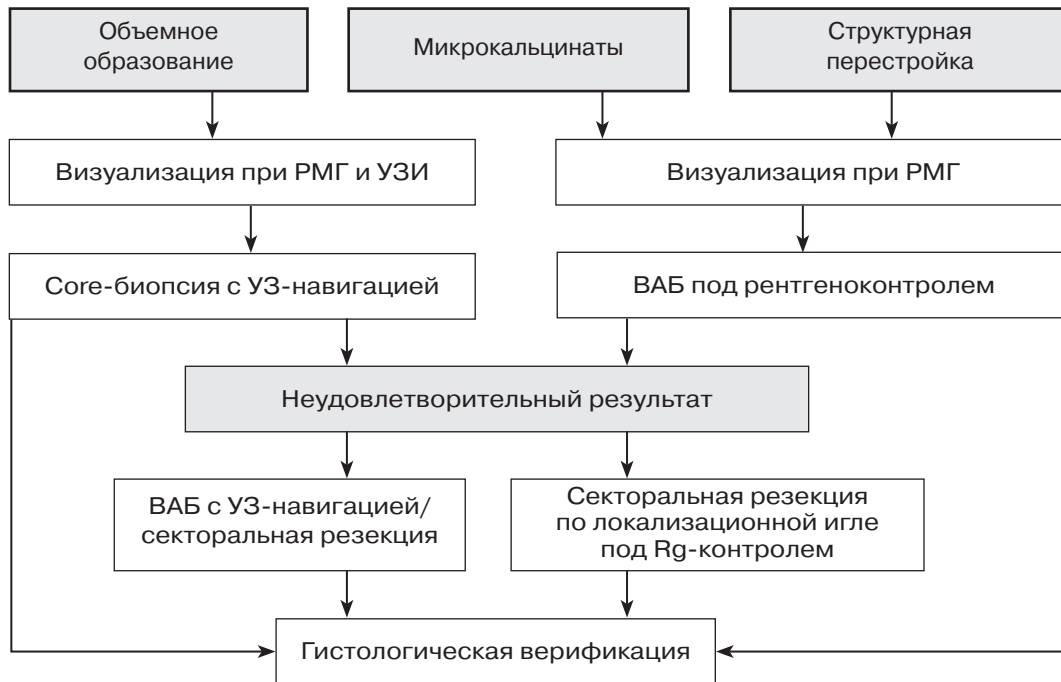 Объемное
образование
Микрокальцинаты
Структурная
перестройка
Визуализация при РМГ и УЗИ
Визуализация при РМГ
Core-биопсия с УЗ-навигацией
ВАБ под рентгеноконтролем
Неудовлетворительный результат
ВАБ с УЗ-навигацией/
секторальная резекция
Секторальная резекция
по локализационной игле
под Rg-контролем
Гистологическая верификация